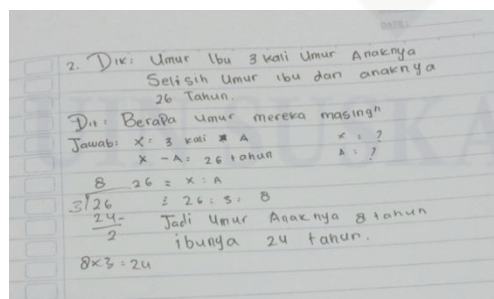 2. Dik: Umur Ibu 3 kali Umur Anaknya
Selisih Umur ibu dan anaknya
26 Tahun.
Dit: Berapa umur mereka masing"
Jawab: x = 3 kali A x = ?
x - A = 26 tahun A = ?
8 26 = x : A
3√26 = 26 : 3 = 8
24- Jadi Umur Anaknya 8 tahun
2 ibunya 24 tahun.
8x3 = 24